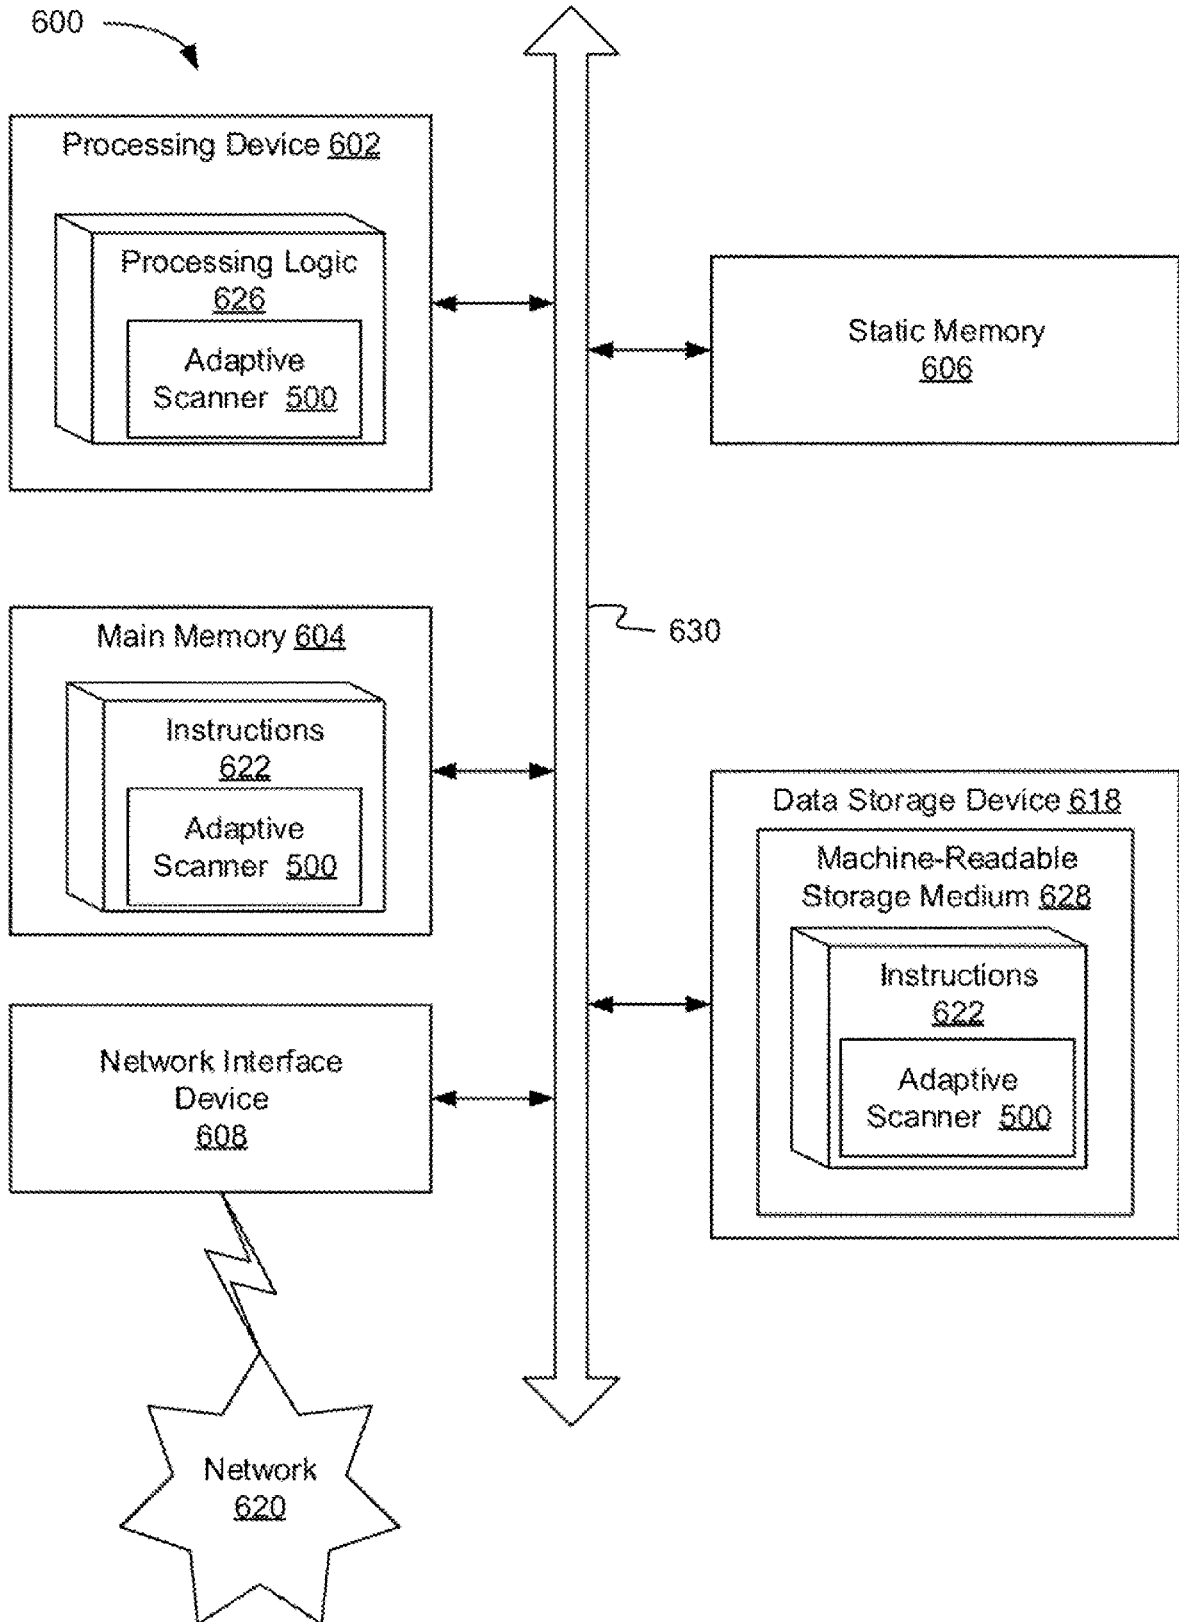 600
Processing Device 602
Processing Logic
626
Adaptive
Scanner 500
Static Memory
606
Main Memory 604
Instructions
622
Adaptive
Scanner 500
630
Data Storage Device 618
Machine-Readable
Storage Medium 628
Instructions
622
Adaptive
Scanner 500
Network Interface
Device
608
Network
620